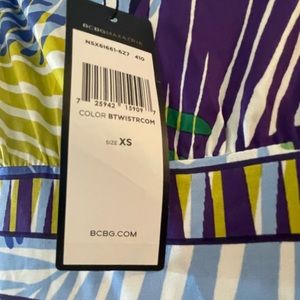 BCBGMAXAZRIA
NSX61661-627 410
7 25942 15909 7
COLOR BTWISTRCOM
SIZE XS
BCBG.COM